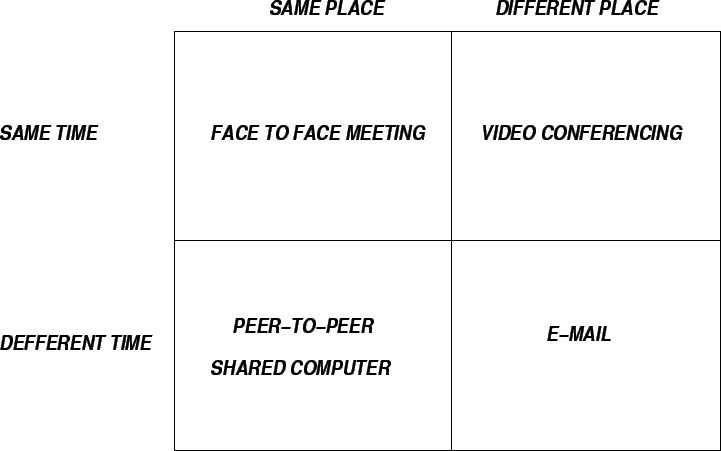 SAME PLACE DIFFERENT PLACE
SAME TIME FACE TO FACE MEETING VIDEO CONFERENCING
DEFFERENT TIME PEER-TO-PEER E-MAIL
SHARED COMPUTER